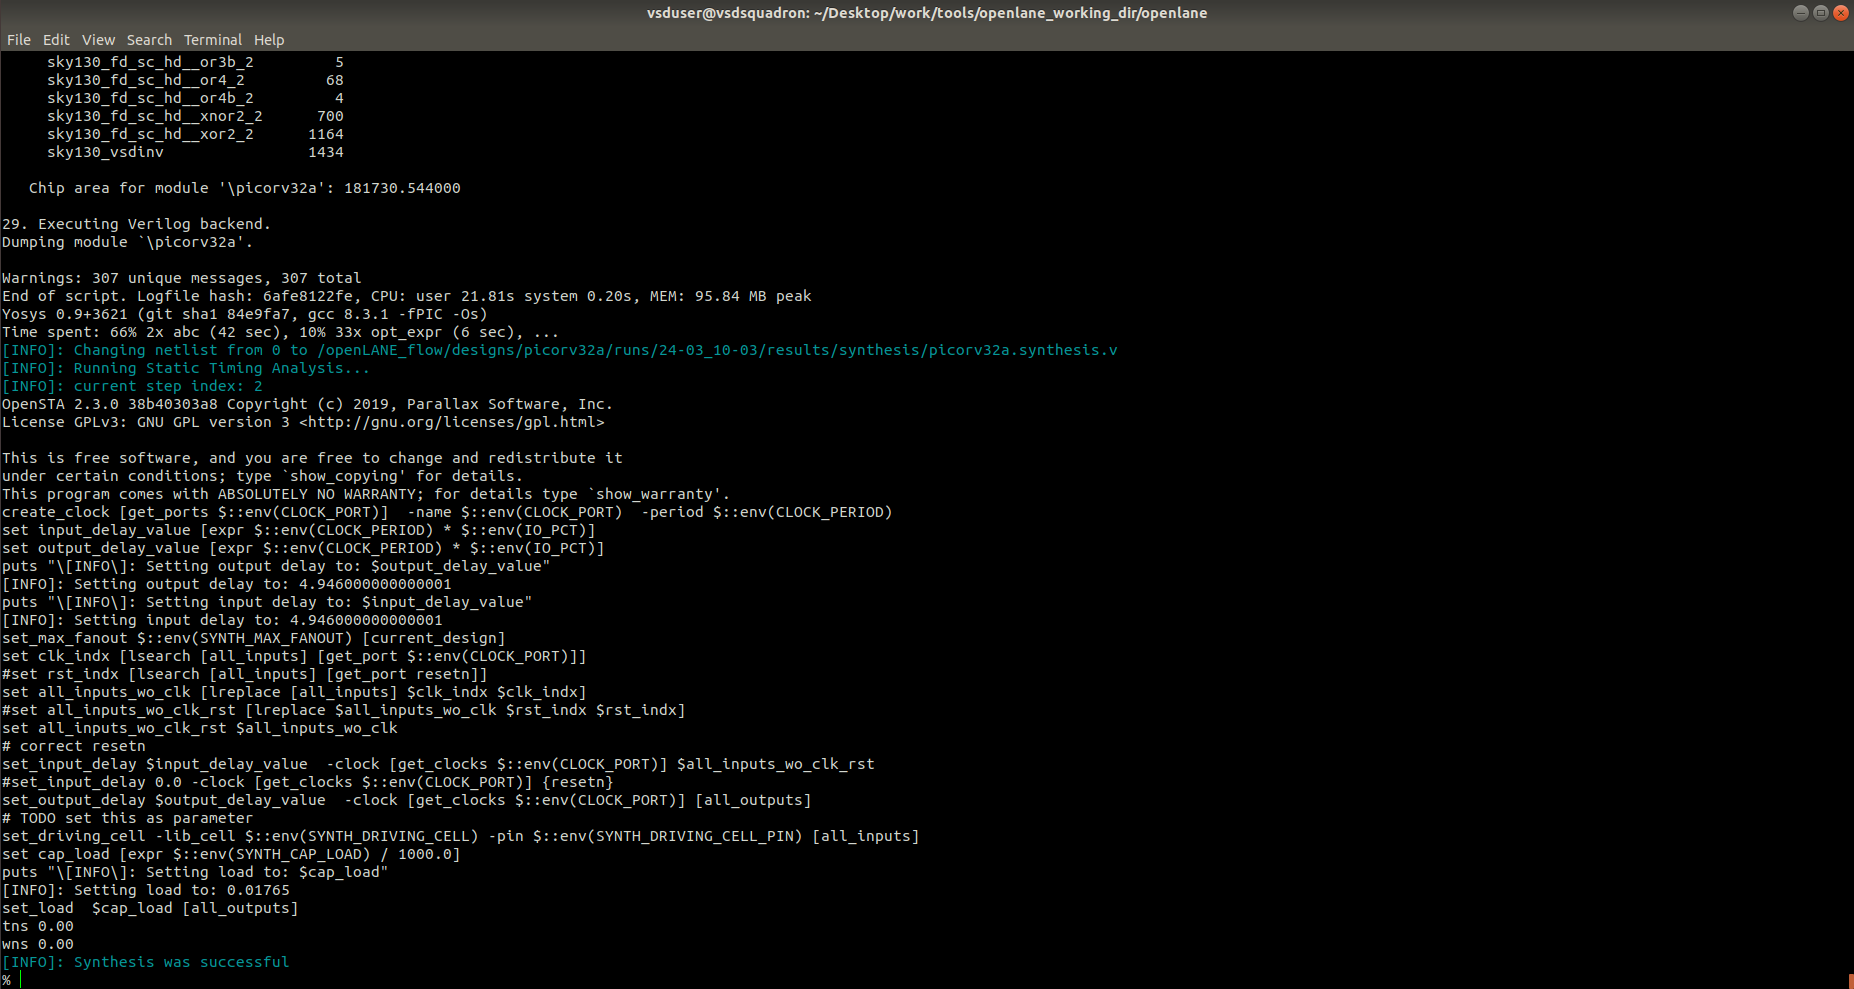 vsduser@vsdsquadron: ~/Desktop/work/tools/openlane_working_dir/openlane
File Edit View Search Terminal Help
sky130_fd_sc_hd__or3b_2 5
sky130_fd_sc_hd__or4_2 68
sky130_fd_sc_hd__or4b_2 4
sky130_fd_sc_hd__xnor2_2 700
sky130_fd_sc_hd__xor2_2 1164
sky130_vsdinv 1434
Chip area for module '\picorv32a': 181730.544000
29. Executing Verilog backend.
Dumping module `\picorv32a'.
Warnings: 307 unique messages, 307 total
End of script. Logfile hash: 6afe8122fe, CPU: user 21.81s system 0.20s, MEM: 95.84 MB peak
Yosys 0.9+3621 (git sha1 84e9fa7, gcc 8.3.1 -fPIC -Os)
Time spent: 66% 2x abc (42 sec), 10% 33x opt_expr (6 sec), ...
[INFO]: Changing netlist from 0 to /openLANE_flow/designs/picorv32a/runs/24-03_10-03/results/synthesis/picorv32a.synthesis.v
[INFO]: Running Static Timing Analysis...
[INFO]: current step index: 2
OpenSTA 2.3.0 38b40303a8 Copyright (c) 2019, Parallax Software, Inc.
License GPLv3: GNU GPL version 3 <http://gnu.org/licenses/gpl.html>
This is free software, and you are free to change and redistribute it
under certain conditions; type `show_copying' for details.
This program comes with ABSOLUTELY NO WARRANTY; for details type `show_warranty'.
create_clock [get_ports $::env(CLOCK_PORT)]  -name $::env(CLOCK_PORT)  -period $::env(CLOCK_PERIOD)
set input_delay_value [expr $::env(CLOCK_PERIOD) * $::env(IO_PCT)]
set output_delay_value [expr $::env(CLOCK_PERIOD) * $::env(IO_PCT)]
puts "\[INFO\]: Setting output delay to: $output_delay_value"
[INFO]: Setting output delay to: 4.946000000000001
puts "\[INFO\]: Setting input delay to: $input_delay_value"
[INFO]: Setting input delay to: 4.946000000000001
set_max_fanout $::env(SYNTH_MAX_FANOUT) [current_design]
set clk_indx [lsearch [all_inputs] [get_port $::env(CLOCK_PORT)]]
#set rst_indx [lsearch [all_inputs] [get_port resetn]]
set all_inputs_wo_clk [lreplace [all_inputs] $clk_indx $clk_indx]
#set all_inputs_wo_clk_rst [lreplace $all_inputs_wo_clk $rst_indx $rst_indx]
set all_inputs_wo_clk_rst $all_inputs_wo_clk
# correct resetn
set_input_delay $input_delay_value  -clock [get_clocks $::env(CLOCK_PORT)] $all_inputs_wo_clk_rst
#set_input_delay 0.0 -clock [get_clocks $::env(CLOCK_PORT)] {resetn}
set_output_delay $output_delay_value  -clock [get_clocks $::env(CLOCK_PORT)] [all_outputs]
# TODO set this as parameter
set_driving_cell -lib_cell $::env(SYNTH_DRIVING_CELL) -pin $::env(SYNTH_DRIVING_CELL_PIN) [all_inputs]
set cap_load [expr $::env(SYNTH_CAP_LOAD) / 1000.0]
puts "\[INFO\]: Setting load to: $cap_load"
[INFO]: Setting load to: 0.01765
set_load  $cap_load [all_outputs]
tns 0.00
wns 0.00
[INFO]: Synthesis was successful
%